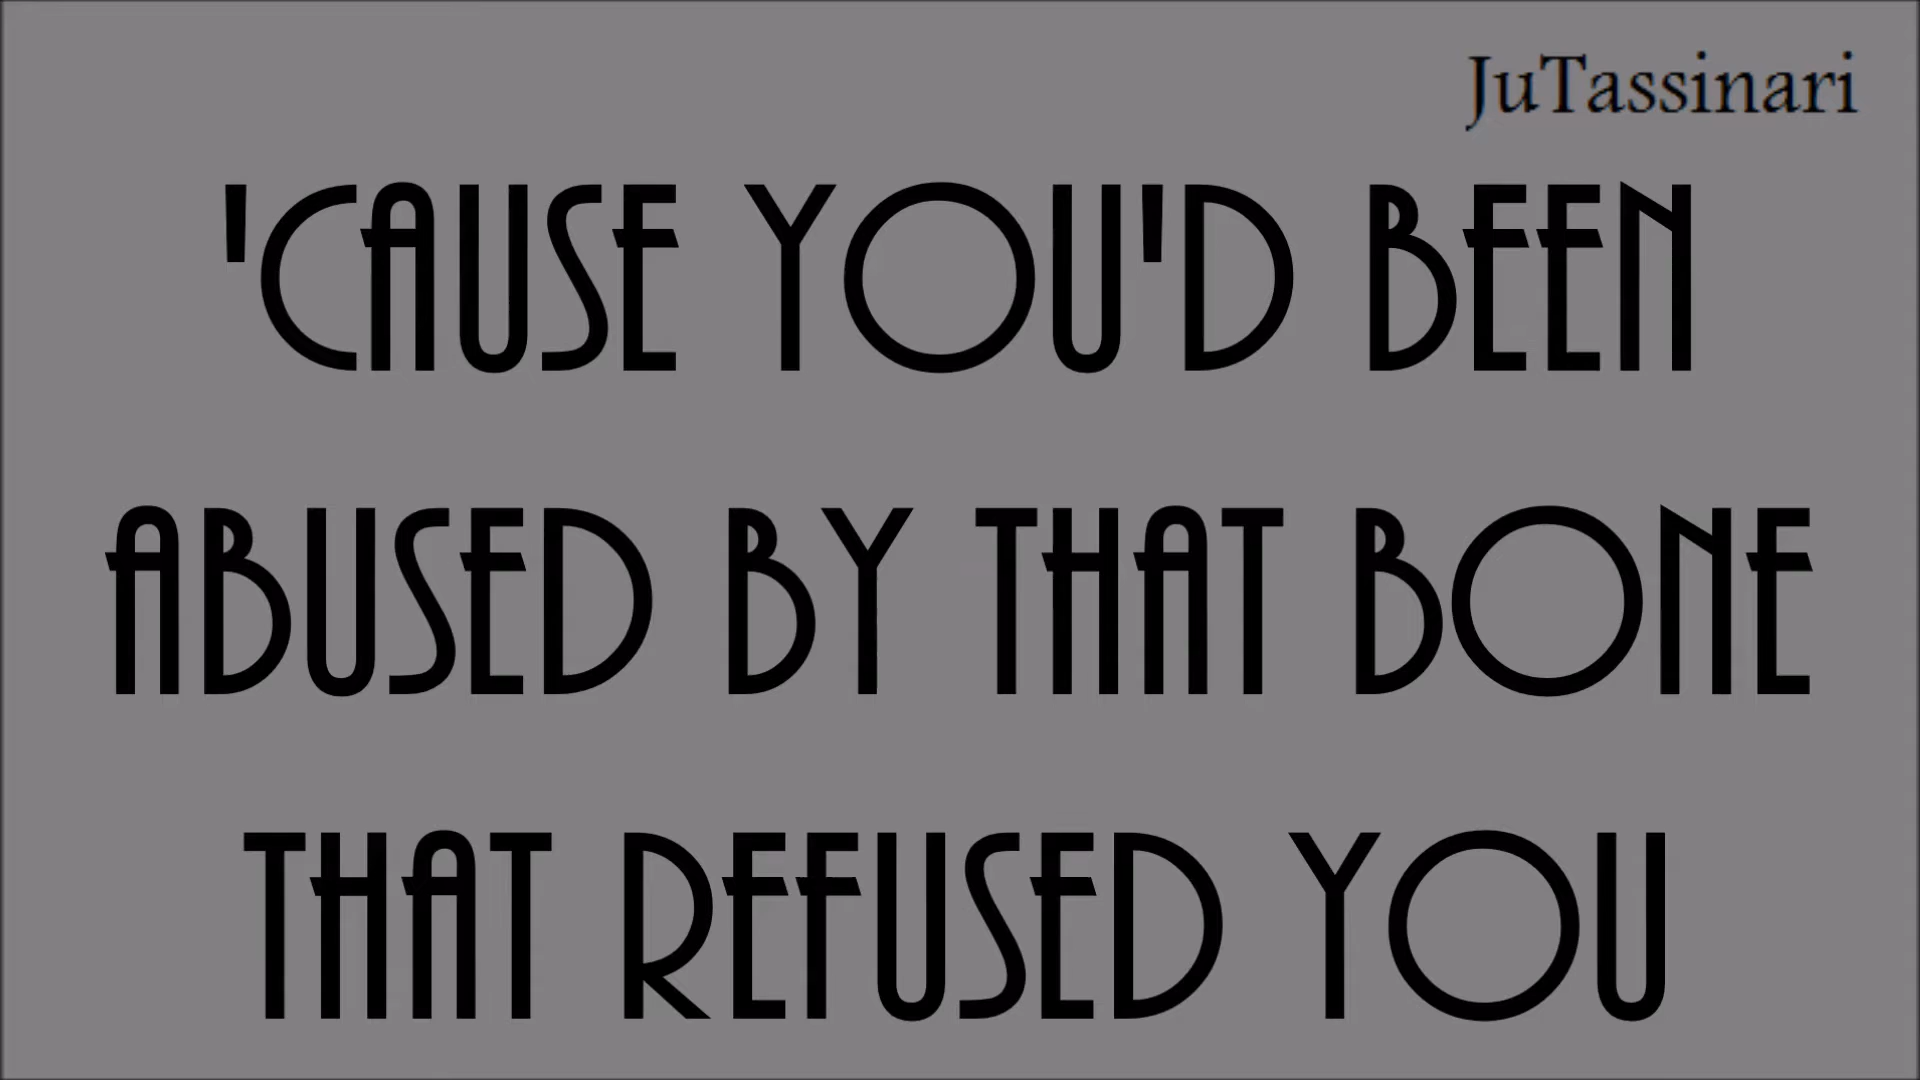 JuTassinari
'CAUSE YOU'D BEEN
ABUSED BY THAT BONE
THAT REFUSED YOU